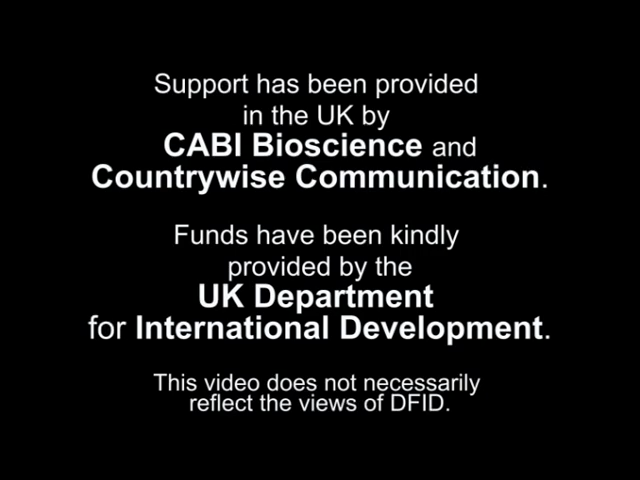 Support has been provided
in the UK by
CABI Bioscience and
Countrywise Communication.
Funds have been kindly
provided by the
UK Department
for International Development.
This video does not necessarily
reflect the views of DFID.